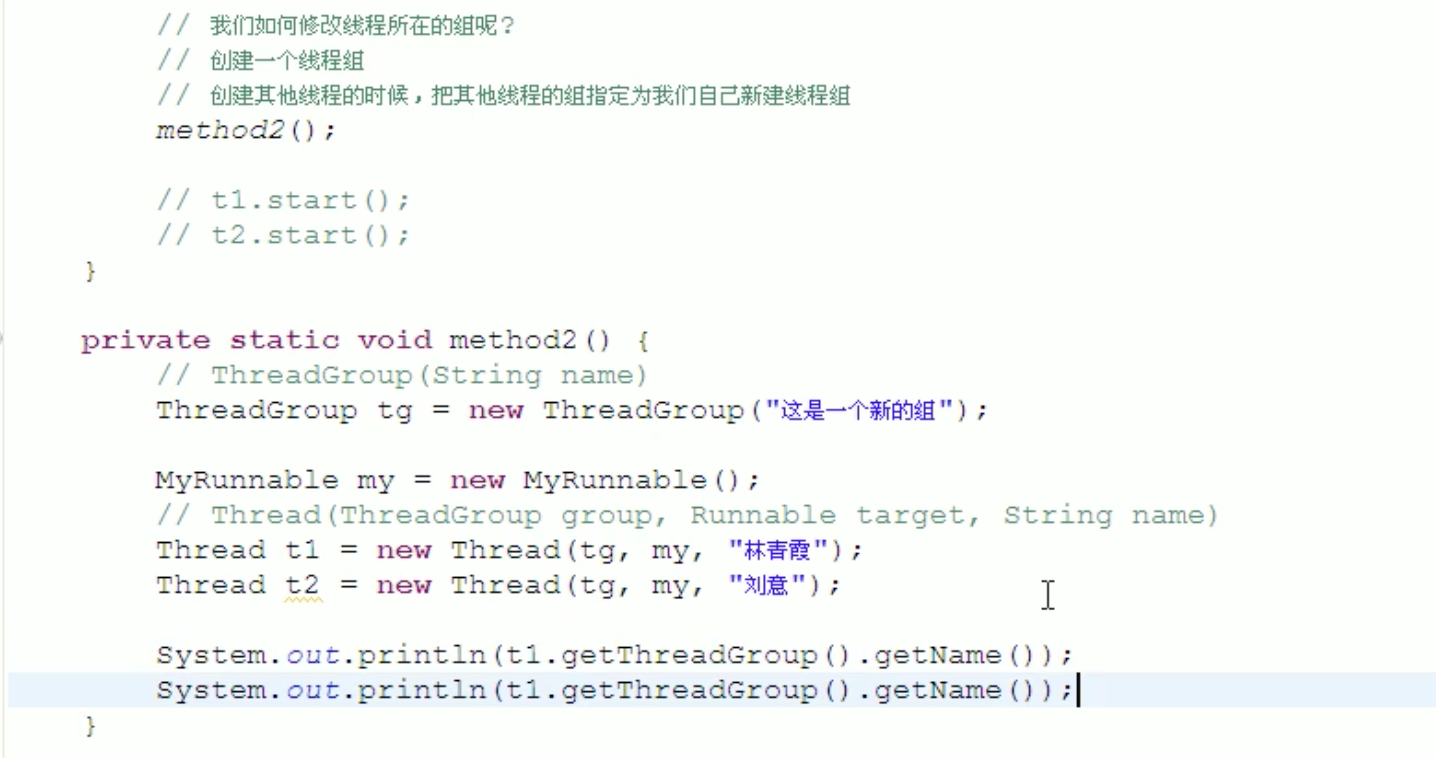 // 我们如何修改线程所在的组呢?
// 创建一个线程组
// 创建其他线程的时候，把其他线程的组指定为我们自己新建线程组
method2();
// t1.start();
// t2.start();
}
private static void method2() {
// ThreadGroup(String name)
ThreadGroup tg = new ThreadGroup("这是一个新的组");
MyRunnable my = new MyRunnable();
// Thread(ThreadGroup group, Runnable target, String name)
Thread t1 = new Thread(tg, my, "林青霞");
Thread t2 = new Thread(tg, my, "刘意");
System.out.println(t1.getThreadGroup().getName());
System.out.println(t1.getThreadGroup().getName());
}